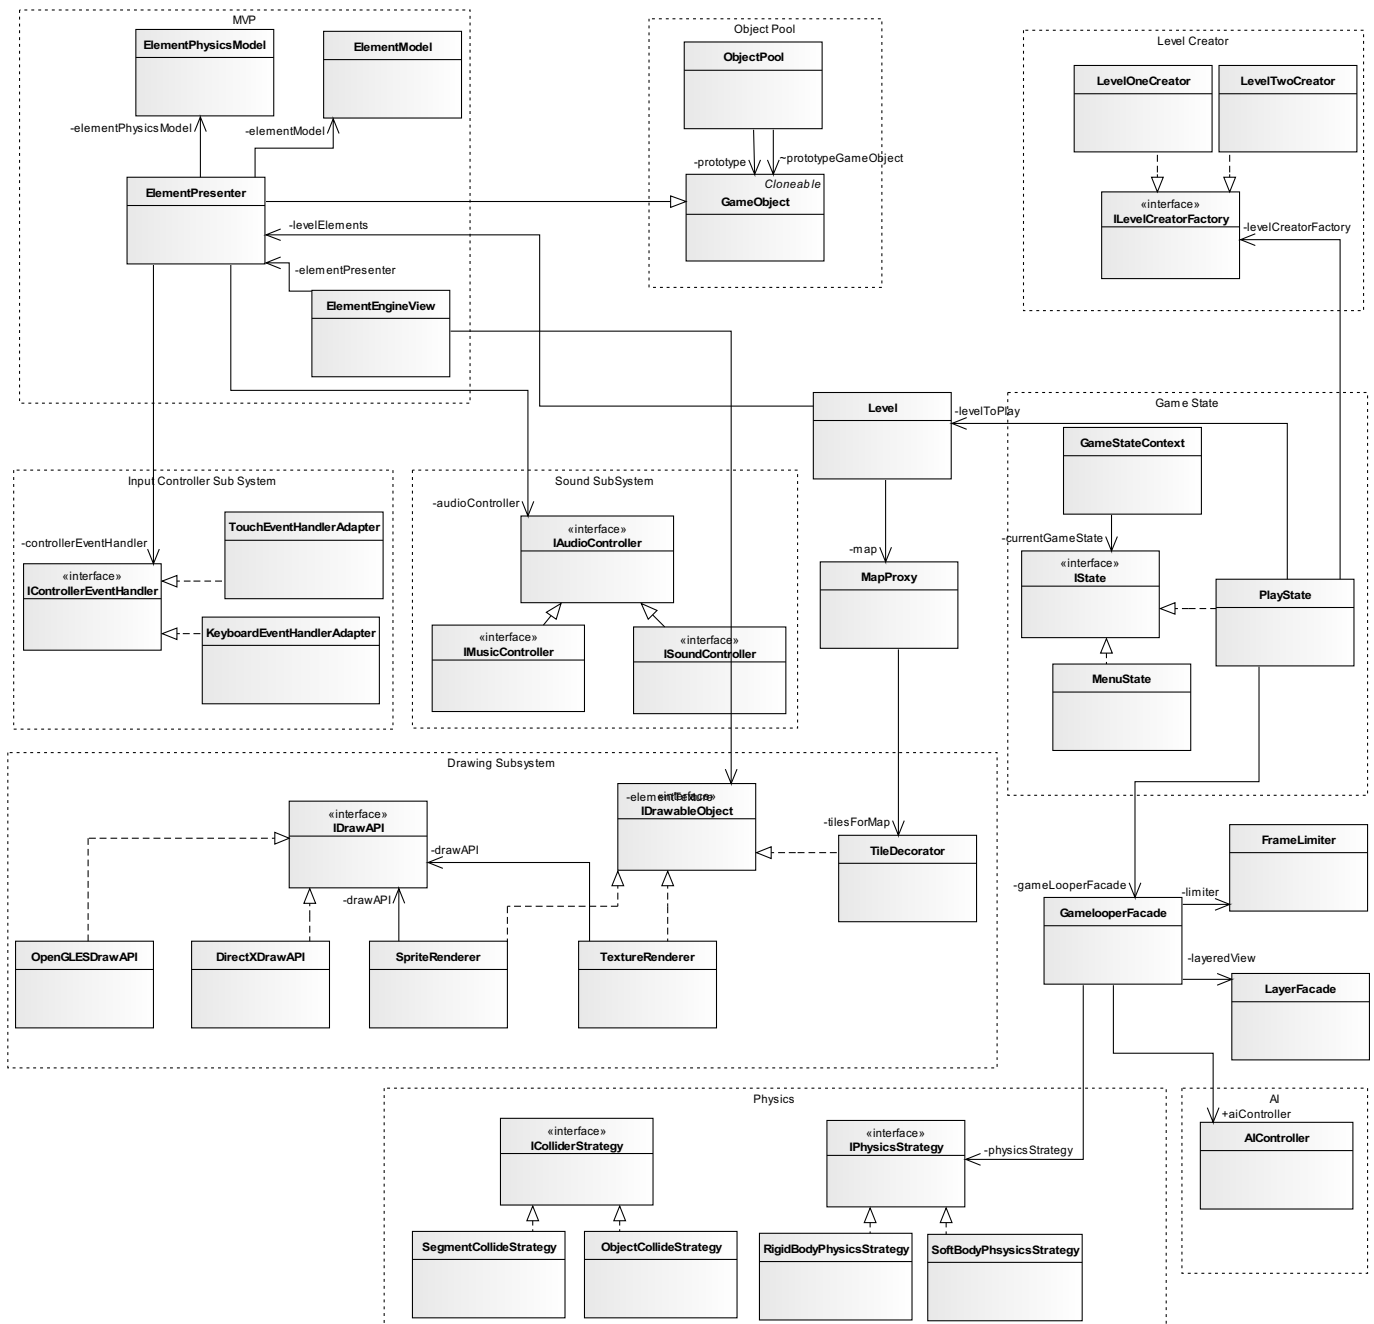 MVP
ElementPhysicsModel
ElementModel
-elementPhysicsModel
-elementModel
ElementPresenter
-levelElements
-elementPresenter
ElementEngineView
Object Pool
ObjectPool
-prototype
~prototypeGameObject
Cloneable
GameObject
Level Creator
LevelOneCreator
LevelTwoCreator
«interface»
ILevelCreatorFactory
-levelCreatorFactory
Level
-levelToPlay
Game State
GameStateContext
-currentGameState
«interface»
IState
PlayState
MenuState
Input Controller Sub System
TouchEventHandlerAdapter
-controllerEventHandler
«interface»
IControllerEventHandler
KeyboardEventHandlerAdapter
Sound SubSystem
-audioController
«interface»
IAudioController
«interface»
IMusicController
«interface»
ISoundController
-map
MapProxy
Drawing Subsystem
«interface»
IDrawAPI
-drawAPI
-drawAPI
-elementTexture
«interface»
IDrawableObject
-tilesForMap
TileDecorator
OpenGLESDrawAPI
DirectXDrawAPI
SpriteRenderer
TextureRenderer
-gameLooperFacade
GamelooperFacade
-limiter
FrameLimiter
-layeredView
LayerFacade
Physics
«interface»
IColliderStrategy
«interface»
IPhysicsStrategy
-physicsStrategy
SegmentCollideStrategy
ObjectCollideStrategy
RigidBodyPhysicsStrategy
SoftBodyPhsysicsStrategy
AI
+aiController
AIController